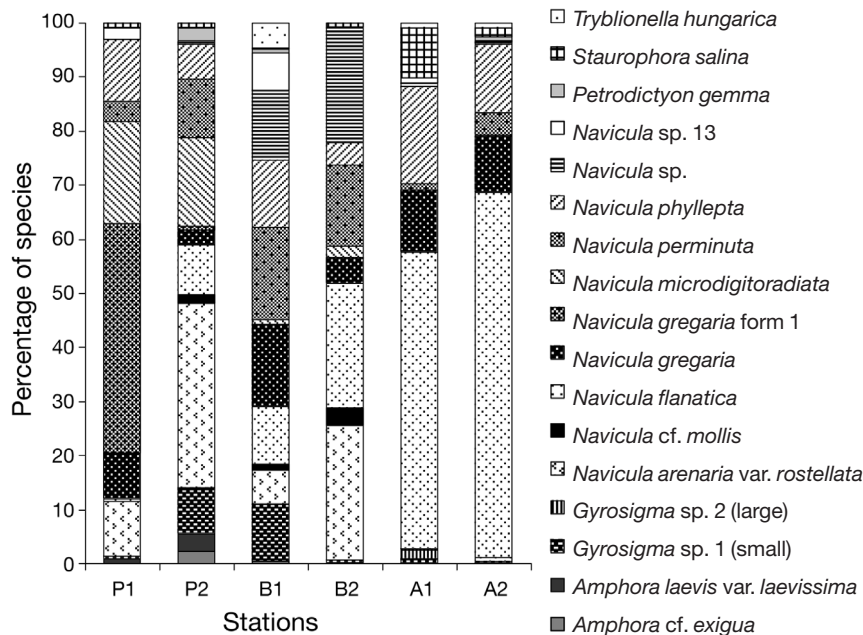 100
90
80
70
60
50
40
30
20
10
0
Percentage of species
P1 P2 B1 B2 A1 A2
Stations
Tryblionella hungarica
Staurophora salina
Petrodictyon gemma
Navicula sp. 13
Navicula sp.
Navicula phyllepta
Navicula perminuta
Navicula microdigitoradiata
Navicula gregaria form 1
Navicula gregaria
Navicula flanatica
Navicula cf. mollis
Navicula arenaria var. rostellata
Gyrosigma sp. 2 (large)
Gyrosigma sp. 1 (small)
Amphora laevis var. laevissima
Amphora cf. exigua